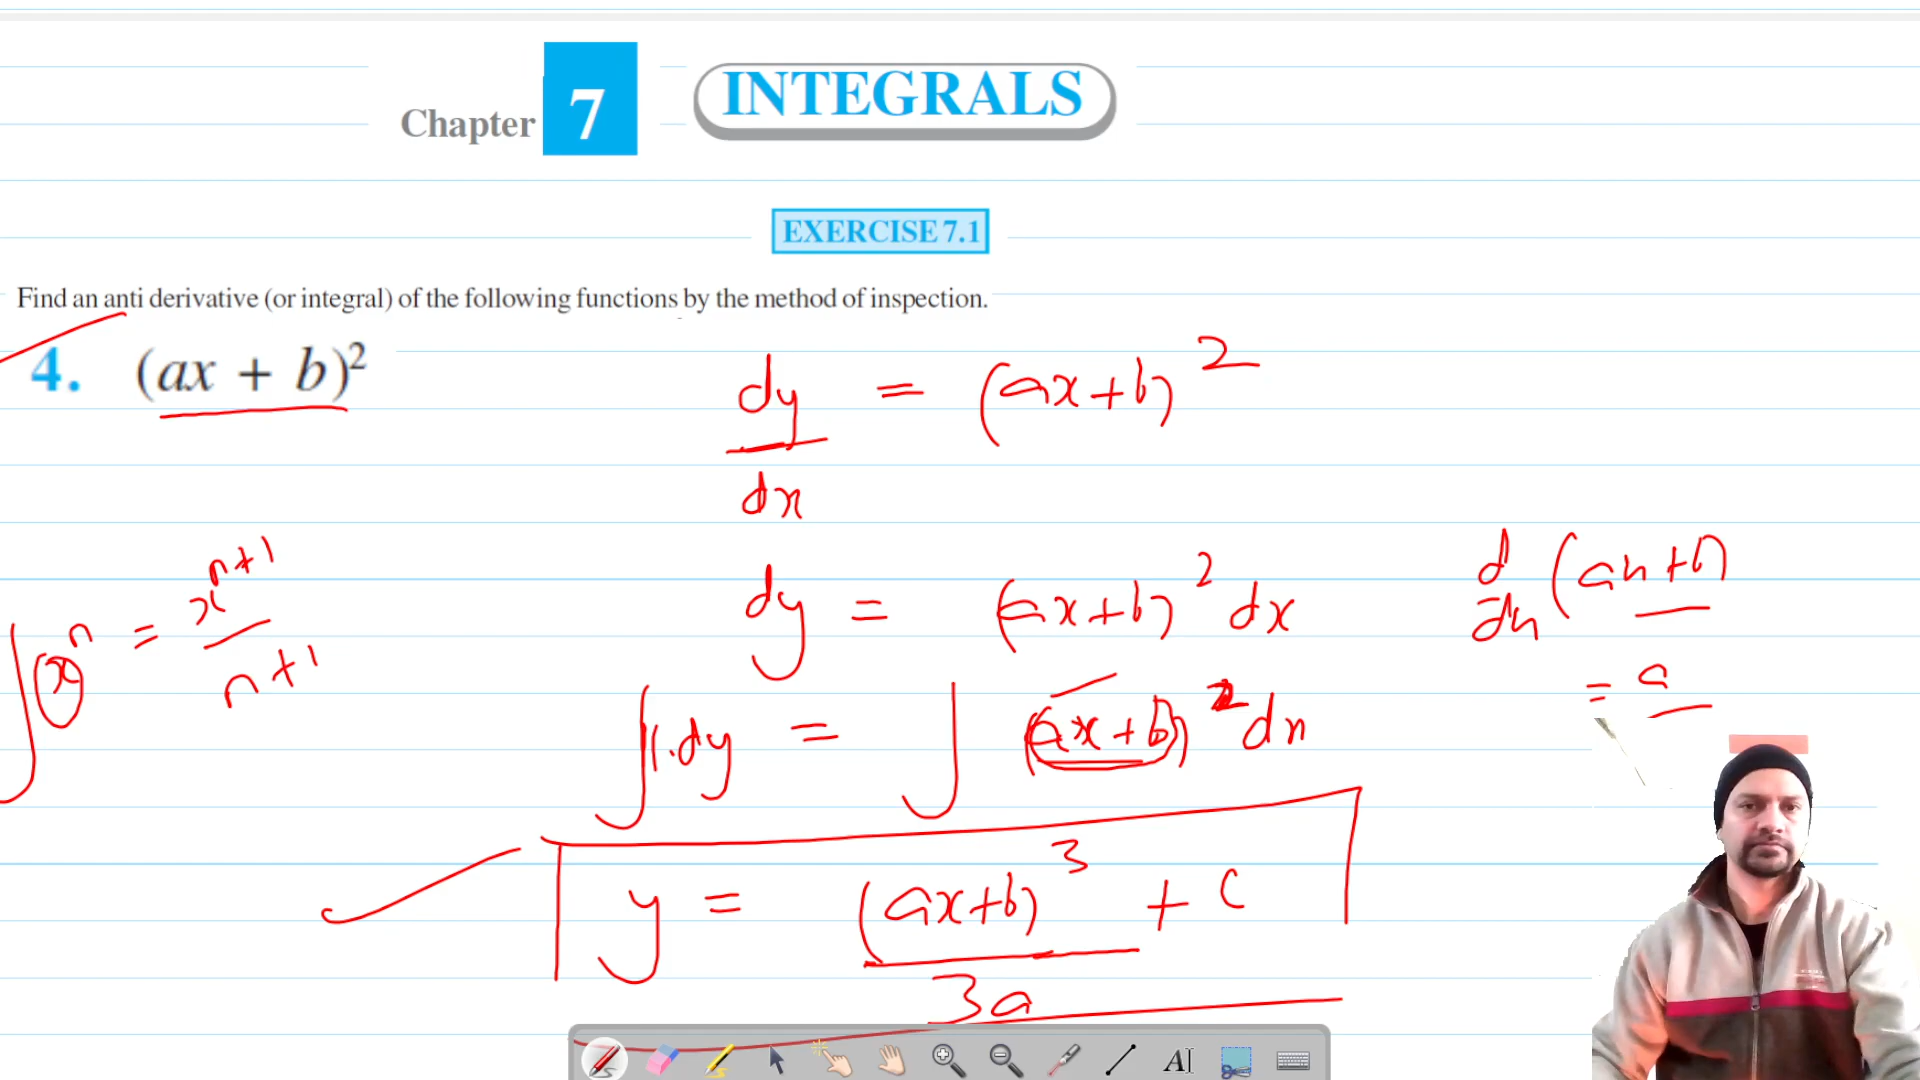 Chapter 7 INTEGRALS
EXERCISE 7.1
Find an anti derivative (or integral) of the following functions by the method of inspection.
4. (ax + b)²
dy/dx = (ax+b)²
dy = (ax+b)² dx
∫xⁿ = xⁿ⁺¹/n+1
d/dx (ax+b)
= a
∫1.dy = ∫(ax+b)² dx
y = (ax+b)³/3a + c
A